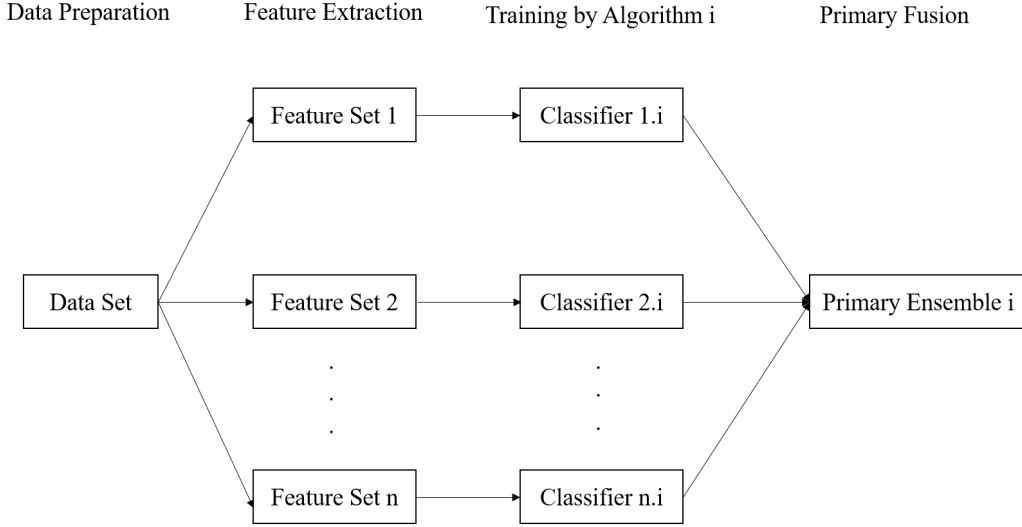 Data Preparation
Feature Extraction
Training by Algorithm i
Primary Fusion
Feature Set 1
Classifier 1.i
Data Set
Feature Set 2
Classifier 2.i
Primary Ensemble i
.
.
.
.
.
.
Feature Set n
Classifier n.i